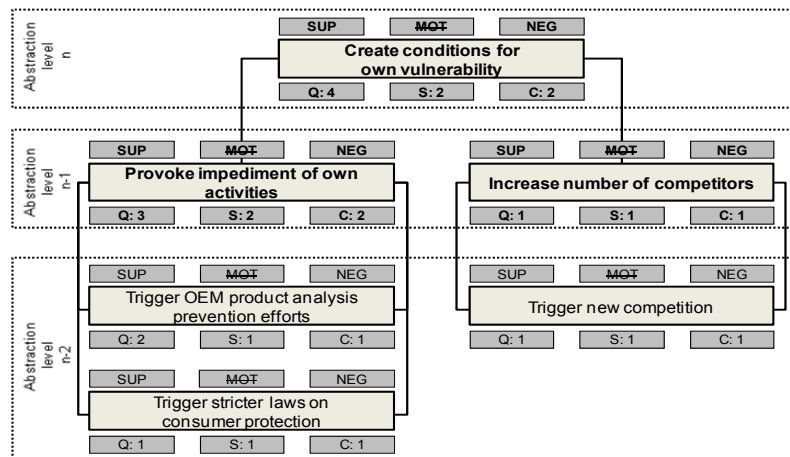 Abstraction
level
n
SUP MOT NEG
Create conditions for
own vulnerability
Q: 4 S: 2 C: 2
Abstraction
level
n-1
SUP MOT NEG
Provoke impediment of own
activities
Q: 3 S: 2 C: 2
SUP MOT NEG
Increase number of competitors
Q: 1 S: 1 C: 1
Abstraction
level
n-2
SUP MOT NEG
Trigger OEM product analysis
prevention efforts
Q: 2 S: 1 C: 1
SUP MOT NEG
Trigger stricter laws on
consumer protection
Q: 1 S: 1 C: 1
SUP MOT NEG
Trigger new competition
Q: 1 S: 1 C: 1